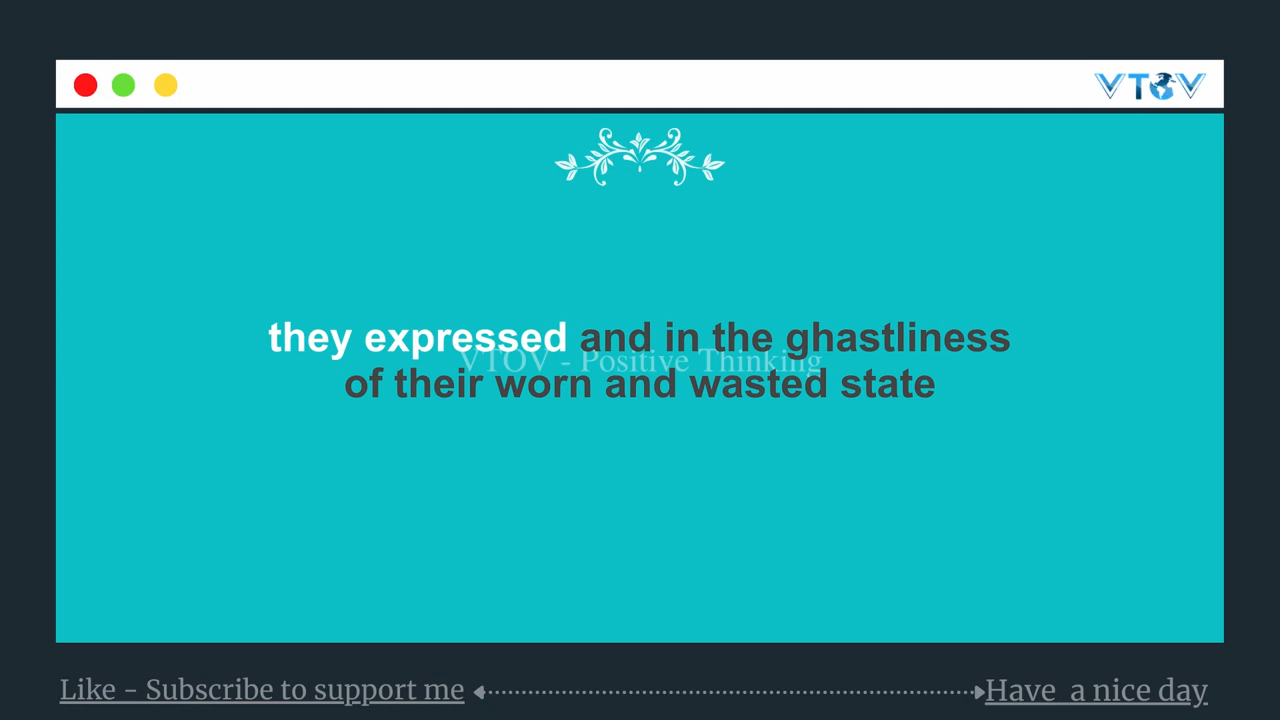 VTOV
they expressed and in the ghastliness
VTOV - Positive Thinking
of their worn and wasted state
Like - Subscribe to support me
Have a nice day